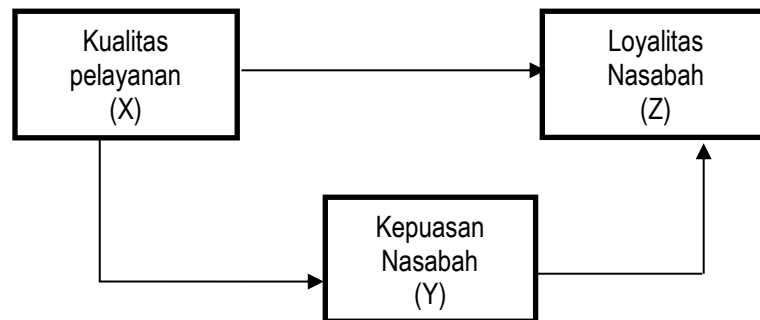 Kualitas
pelayanan
(X)
Loyalitas
Nasabah
(Z)
Kepuasan
Nasabah
(Y)